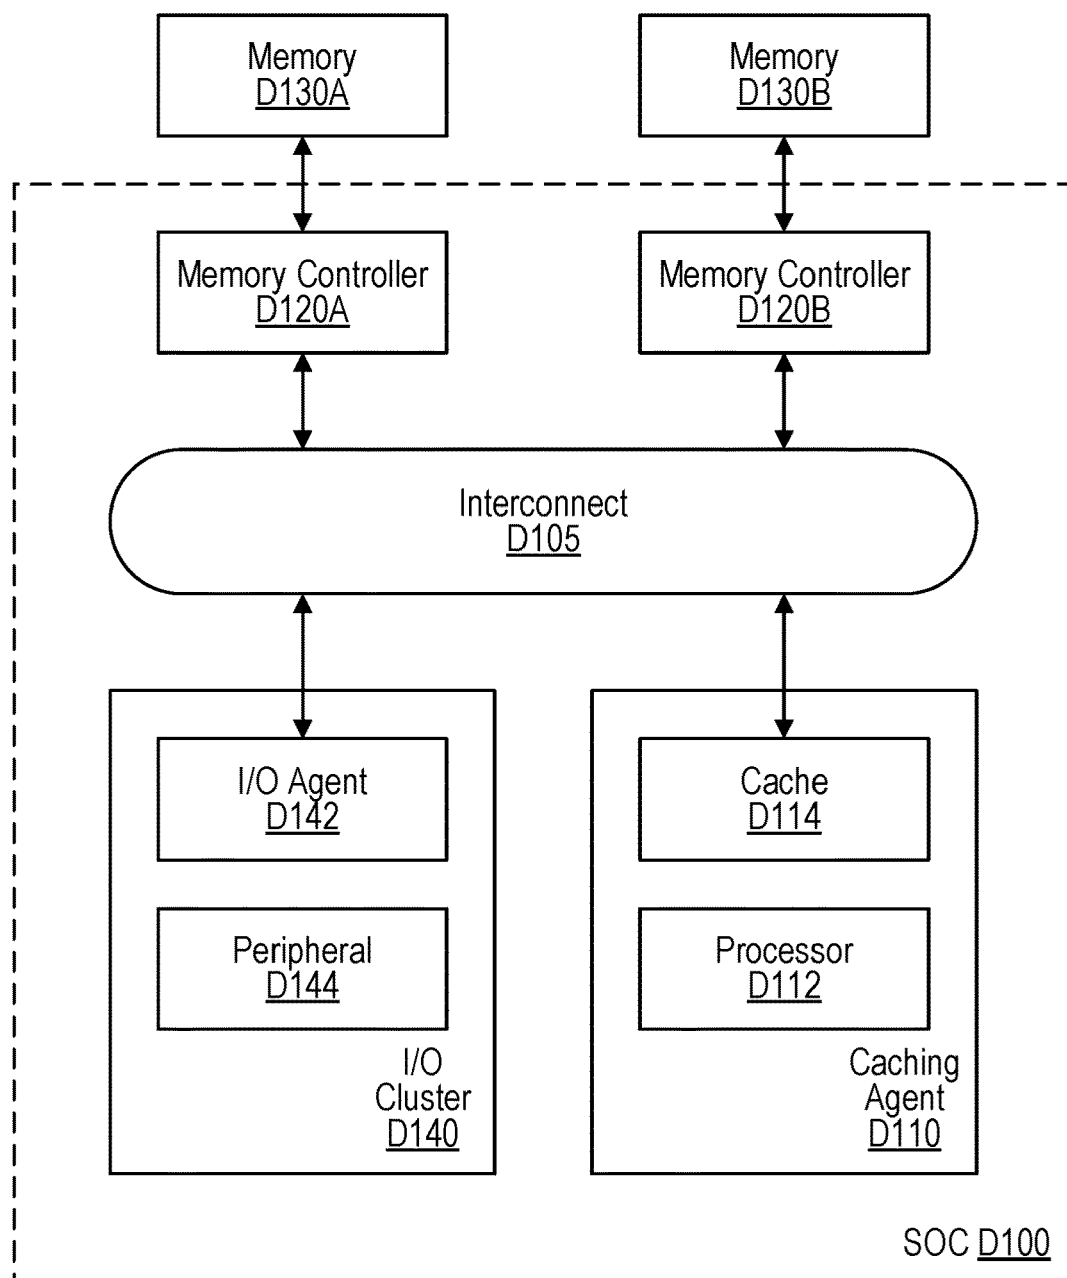 Memory
D130A
Memory
D130B
Memory Controller
D120A
Memory Controller
D120B
Interconnect
D105
I/O Agent
D142
Cache
D114
Peripheral
D144
Processor
D112
I/O
Cluster
D140
Caching
Agent
D110
SOC D100